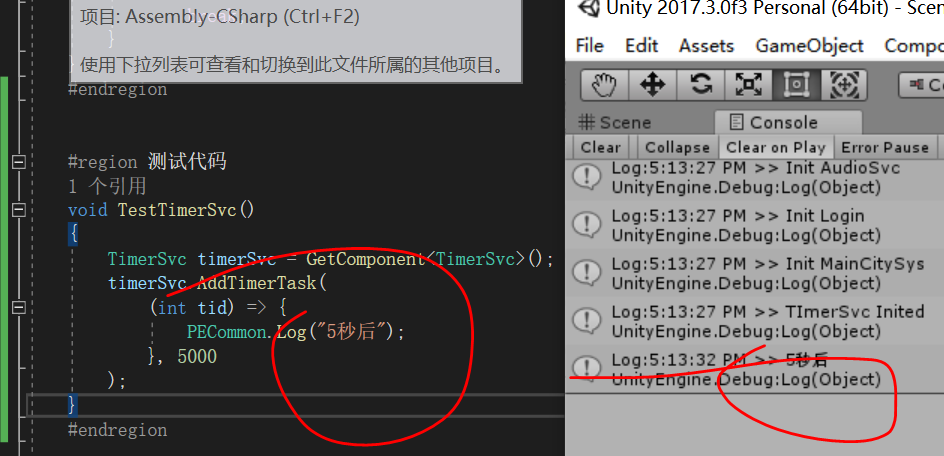 项目: Assembly-CSharp (Ctrl+F2)
}
使用下拉列表可查看和切换到此文件所属的其他项目。
#endregion
#region 测试代码
1 个引用
void TestTimerSvc()
{
TimerSvc timerSvc = GetComponent<TimerSvc>();
timerSvc.AddTimerTask(
(int tid) => {
PECommon.Log("5秒后");
}, 5000
);
}
#endregion
Unity 2017.3.0f3 Personal (64bit) - Scen
File Edit Assets GameObject Compo
Scene
Console
Clear Collapse Clear on Play Error Pause
Log:5:13:27 PM >> Init AudioSvc
UnityEngine.Debug:Log(Object)
Log:5:13:27 PM >> Init Login
UnityEngine.Debug:Log(Object)
Log:5:13:27 PM >> Init MainCitySys
UnityEngine.Debug:Log(Object)
Log:5:13:27 PM >> TImerSvc Inited
UnityEngine.Debug:Log(Object)
Log:5:13:32 PM >> 5秒后
UnityEngine.Debug:Log(Object)